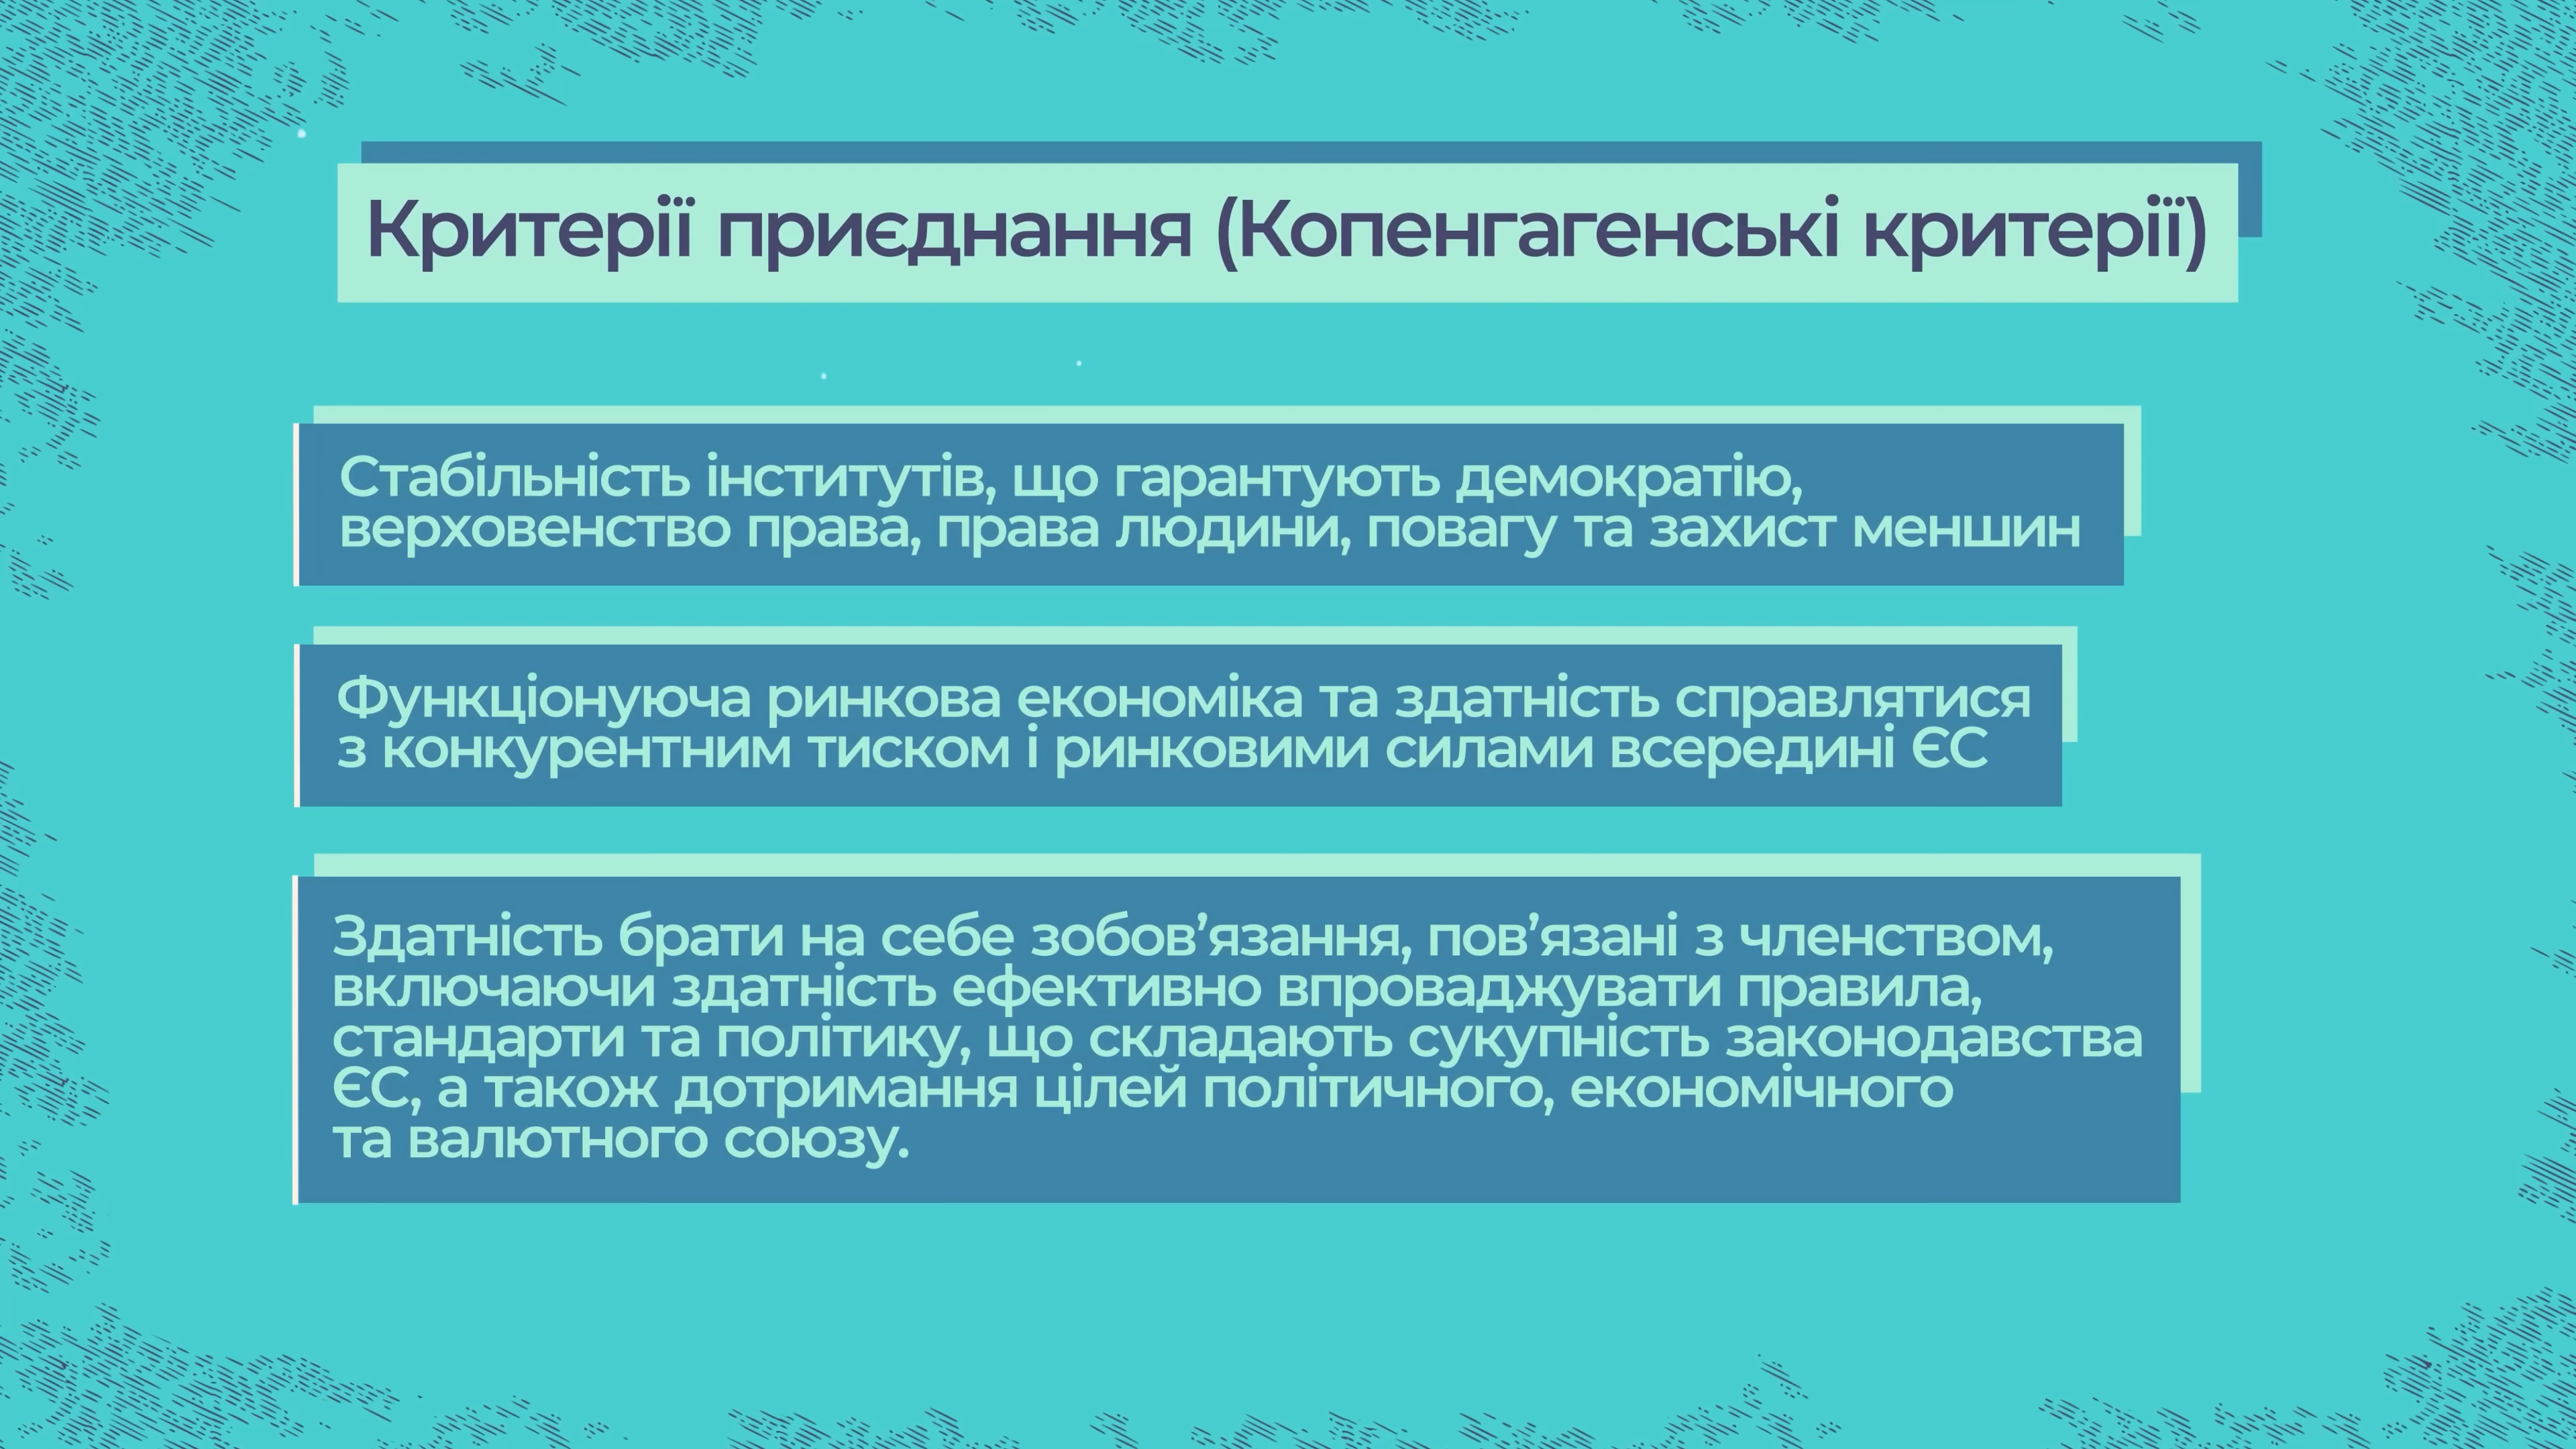 Критерії приєднання (Копенгагенські критерії)
Стабільність інститутів, що гарантують демократію,
верховенство права, права людини, повагу та захист меншин
Функціонуюча ринкова економіка та здатність справлятися
з конкурентним тиском і ринковими силами всередині ЄС
Здатність брати на себе зобов’язання, пов’язані з членством,
включаючи здатність ефективно впроваджувати правила,
стандарти та політику, що складають сукупність законодавства
ЄС, а також дотримання цілей політичного, економічного
та валютного союзу.